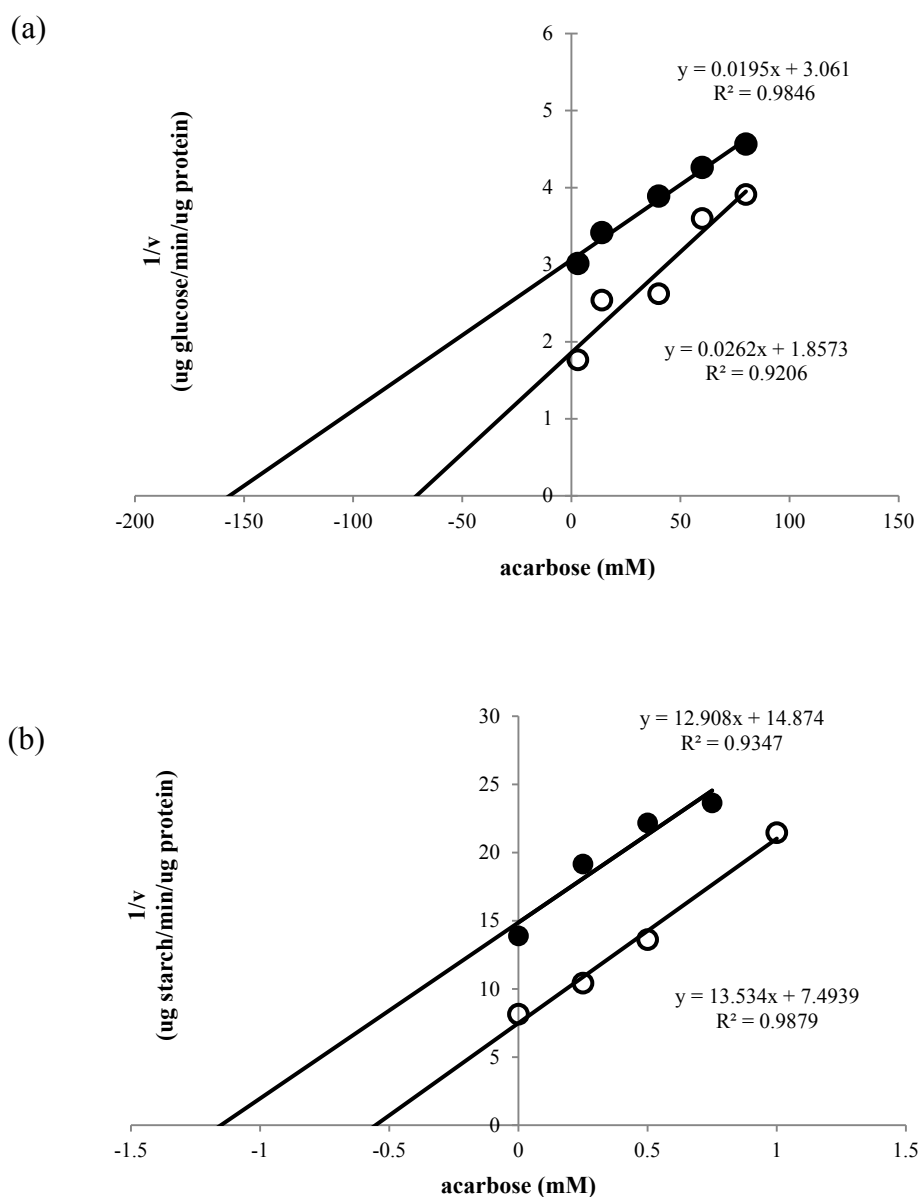 (a)
6
5
4
3
2
1
0
-200
-150
-100
-50
0
50
100
150
y = 0.0195x + 3.061
R² = 0.9846
y = 0.0262x + 1.8573
R² = 0.9206
1/v
(ug glucose/min/ug protein)
acarbose (mM)
(b)
30
25
20
15
10
5
0
-1.5
-1
-0.5
0
0.5
1
1.5
y = 12.908x + 14.874
R² = 0.9347
y = 13.534x + 7.4939
R² = 0.9879
1/v
(ug starch/min/ug protein)
acarbose (mM)